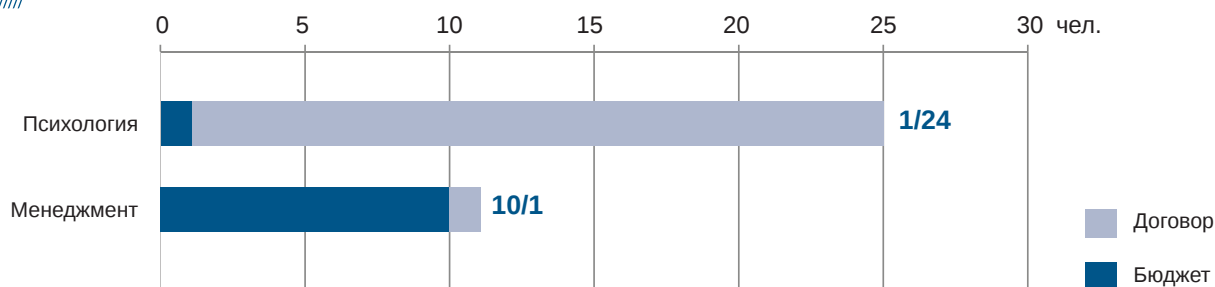 0 5 10 15 20 25 30 чел.
Психология 1/24
Менеджмент 10/1
Договор
Бюджет